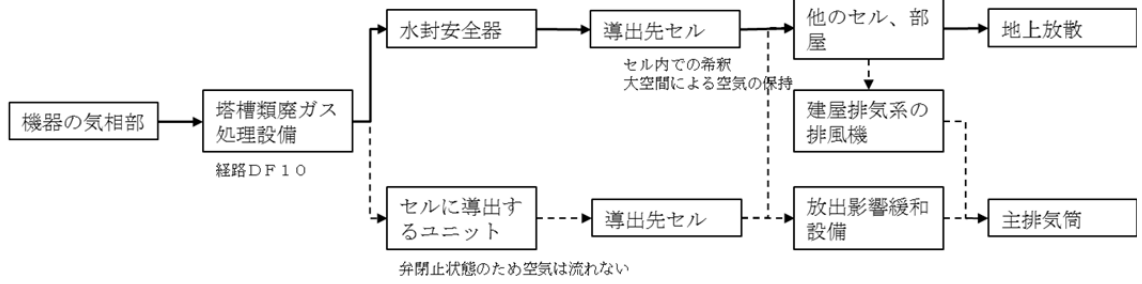 水封安全器
導出先セル
他のセル、部
屋
地上放散
セル内での希釈
大空間による空気の保持
機器の気相部
塔槽類廃ガス
処理設備
経路ＤＦ１０
建屋排気系の
排風機
セルに導出す
るユニット
導出先セル
放出影響緩和
設備
主排気筒
弁閉止状態のため空気は流れない